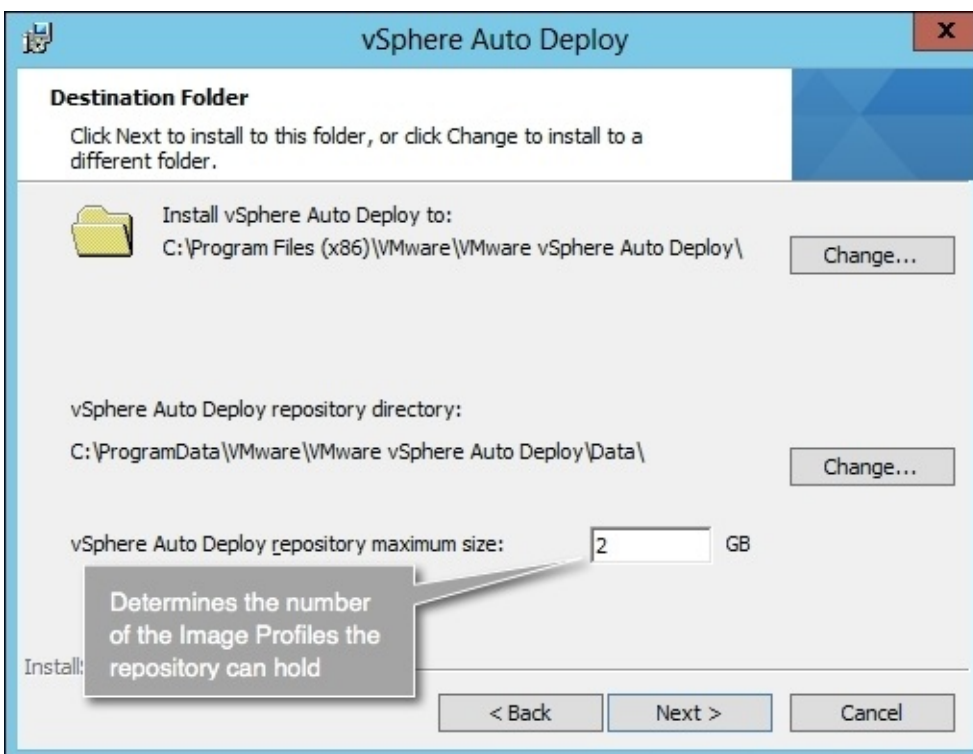 vSphere Auto Deploy
x
Destination Folder
Click Next to install to this folder, or click Change to install to a
different folder.
Install vSphere Auto Deploy to:
C:\Program Files (x86)\VMware\VMware vSphere Auto Deploy\
Change...
vSphere Auto Deploy repository directory:
C:\ProgramData\VMware\VMware vSphere Auto Deploy\Data\
Change...
vSphere Auto Deploy repository maximum size:
2 GB
Determines the number
of the Image Profiles the
repository can hold
Install
< Back Next > Cancel